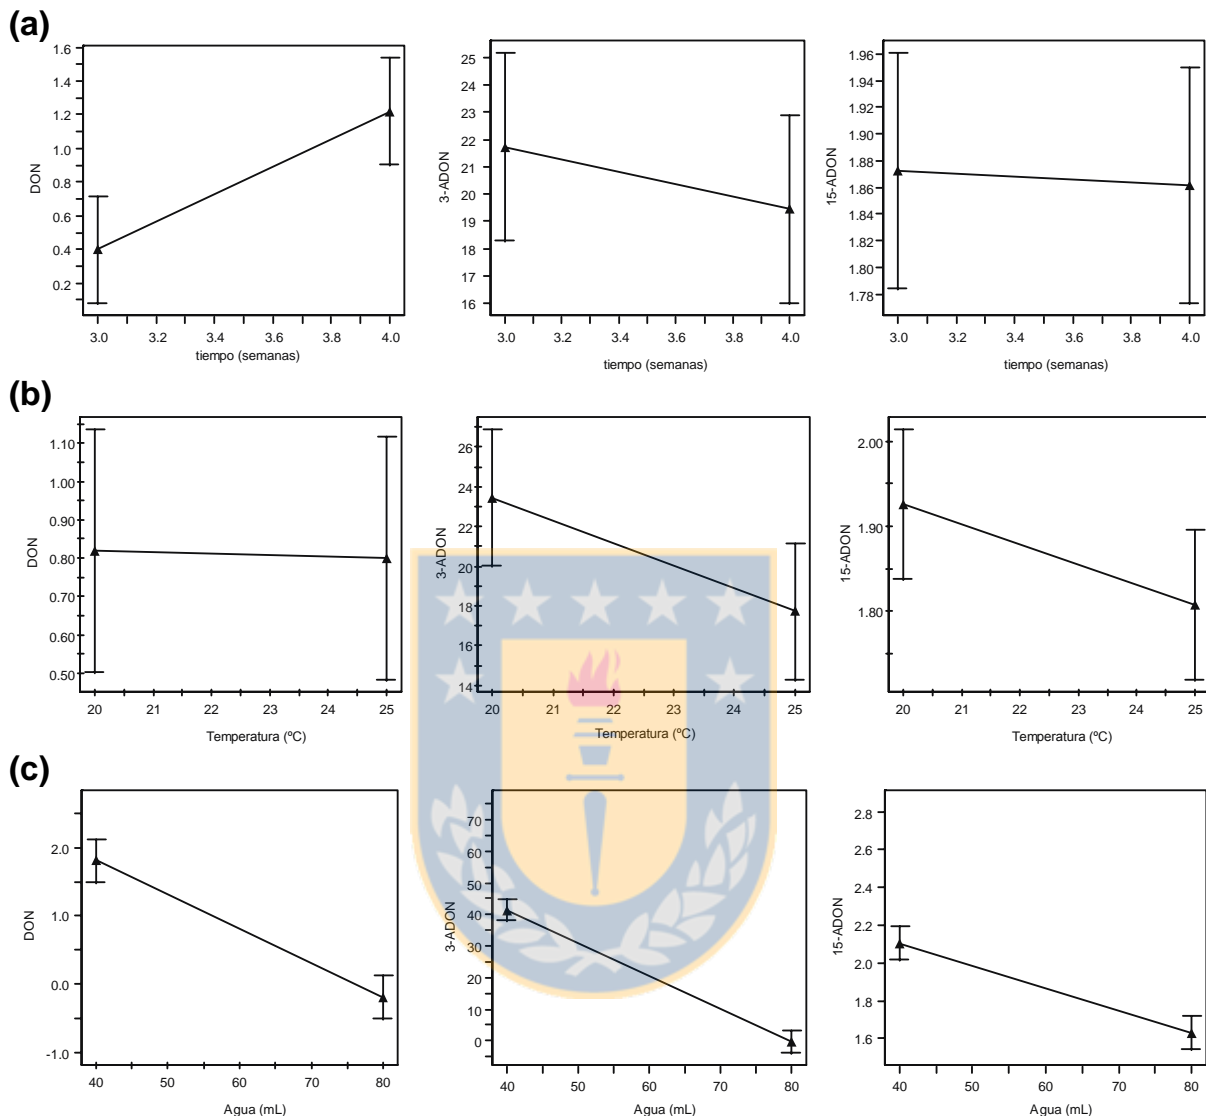 (a)
DON
1.6
1.4
1.2
1.0
0.8
0.6
0.4
0.2
3.0 3.2 3.4 3.6 3.8 4.0
tiempo (semanas)
3-ADON
25
24
23
22
21
20
19
18
17
16
3.0 3.2 3.4 3.6 3.8 4.0
tiempo (semanas)
15-ADON
1.96
1.94
1.92
1.90
1.88
1.86
1.84
1.82
1.80
1.78
3.0 3.2 3.4 3.6 3.8 4.0
tiempo (semanas)
(b)
DON
1.10
1.00
0.90
0.80
0.70
0.60
0.50
20 21 22 23 24 25
Temperatura (ºC)
3-ADON
26
24
22
20
18
16
14
20 21 22 23 24 25
Temperatura (ºC)
15-ADON
2.00
1.90
1.80
20 21 22 23 24 25
Temperatura (ºC)
(c)
DON
2.0
1.0
0.0
-1.0
40 50 60 70 80
Agua (mL)
3-ADON
70
60
50
40
30
20
10
0
40 50 60 70 80
Agua (mL)
15-ADON
2.8
2.6
2.4
2.2
2.0
1.8
1.6
40 50 60 70 80
Agua (mL)